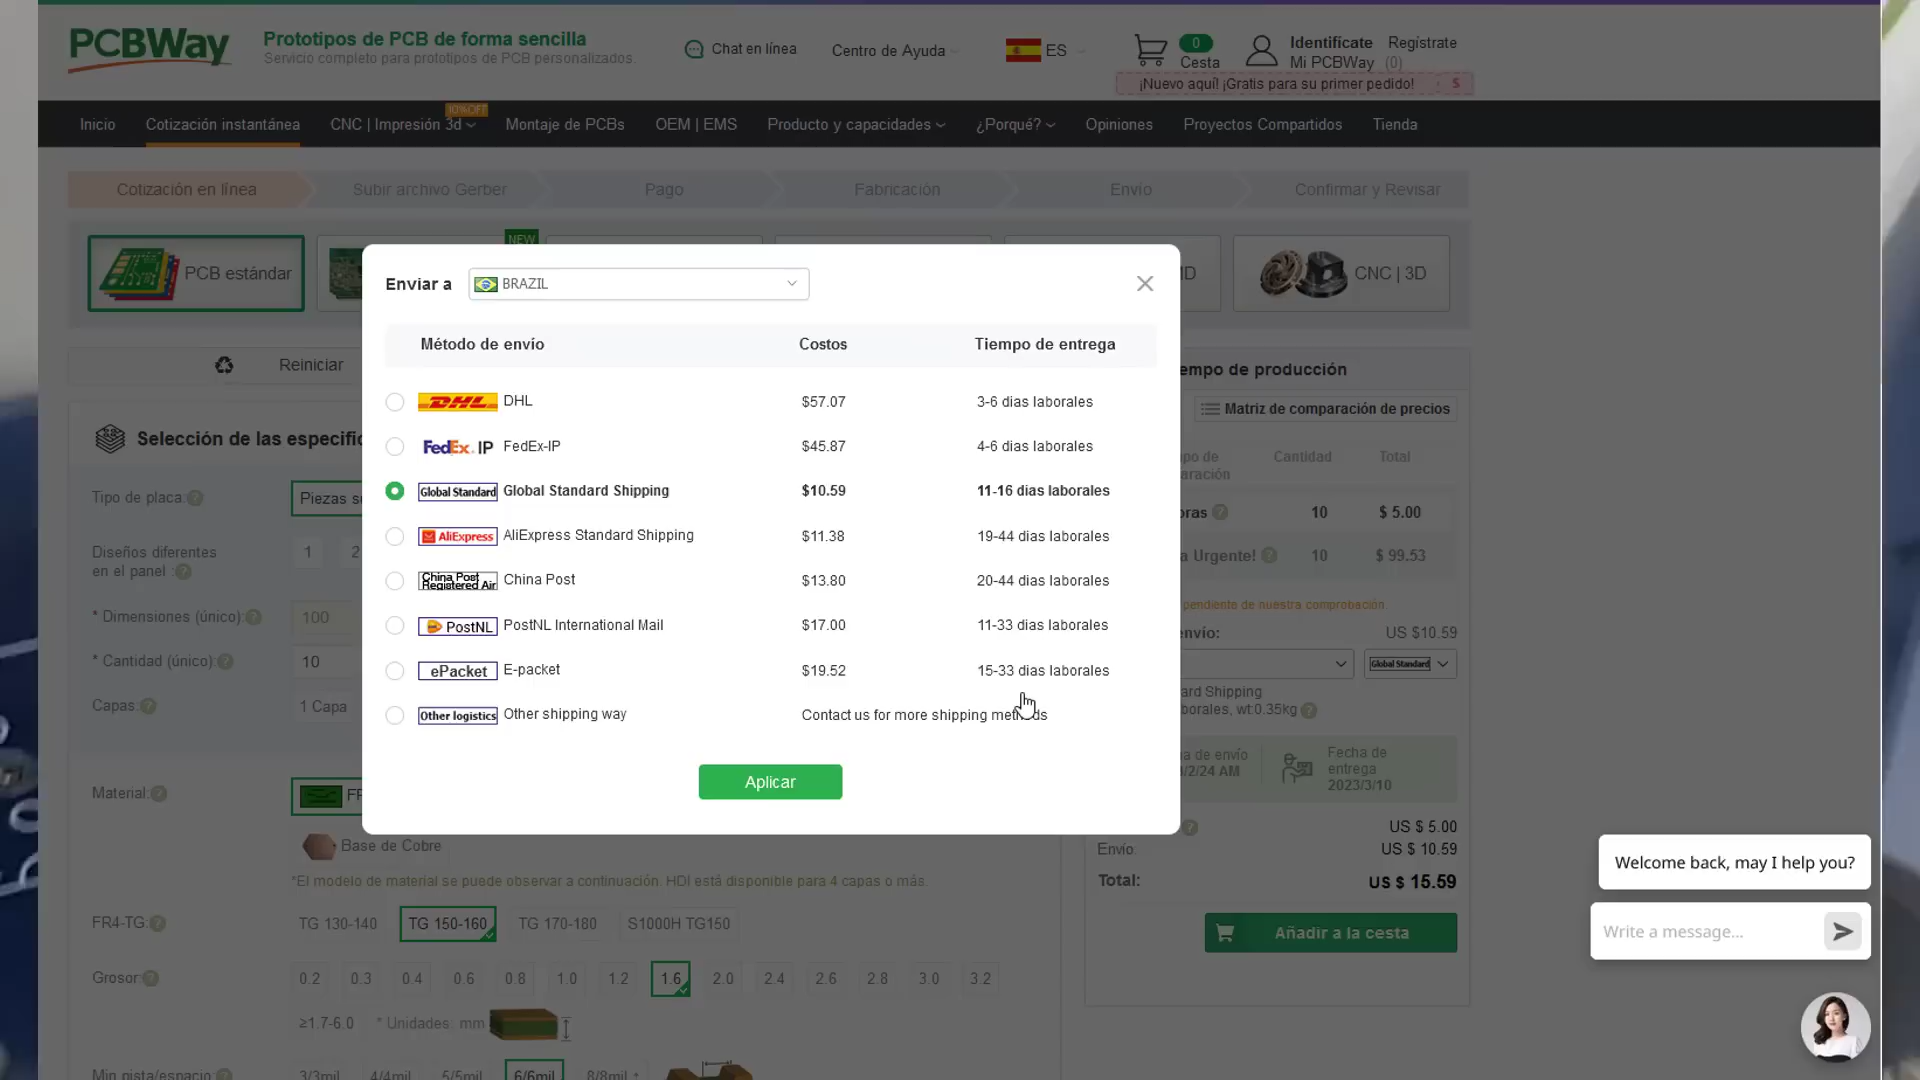 PCBWay
Prototipos de PCB de forma sencilla
Servicio completo para prototipos de PCB personalizados.
Chat en línea
Centro de Ayuda
ES
0
Cesta
Identifícate Regístrate
Mi PCBWay (0)
¡Nuevo aquí! ¡Gratis para su primer pedido! $
10%OFF
Inicio Cotización instantánea CNC | Impresión 3d Montaje de PCBs OEM | EMS Producto y capacidades ¿Porqué? Opiniones Proyectos Compartidos Tienda
Cotización en línea Subir archivo Gerber Pago Fabricación Envío Confirmar y Revisar
NEW
PCB estándar
CNC | 3D
Reiniciar
Enviar a BRAZIL
Método de envío Costos Tiempo de entrega
DHL DHL $57.07 3-6 dias laborales
FedEx IP FedEx-IP $45.87 4-6 dias laborales
Global Standard Global Standard Shipping $10.59 11-16 dias laborales
AliExpress AliExpress Standard Shipping $11.38 19-44 dias laborales
China Post Registered Air China Post $13.80 20-44 dias laborales
PostNL PostNL International Mail $17.00 11-33 dias laborales
ePacket E-packet $19.52 15-33 dias laborales
Other logistics Other shipping way Contact us for more shipping
Aplicar
Selección de las
Tipo de placa: Piezas
Diseños diferentes
en el panel : 1 2
* Dimensiones (único): 100
* Cantidad (único): 10
Capas: 1 Capa
Material:
Base de Cobre
*El modelo de material se puede observar a continuación. HDI está disponible para 4 capas o más.
FR4-TG: TG 130-140 TG 150-160 TG 170-180 S1000H TG150
Grosor: 0.2 0.3 0.4 0.6 0.8 1.0 1.2 1.6 2.0 2.4 2.6 2.8 3.0 3.2
≥1.7-6.0 * Unidades: mm
Min pista/espacio: 3/3mil 4/4mil 5/5mil 6/6mil 8/8mil
de producción
Matriz de comparación de precios
Cantidad Total
10 $ 5.00
Urgente! 10 $ 99.53
pendiente de nuestra comprobación.
US $10.59
Global Standard
Shipping
wt:0.35kg
de envío
AM
Fecha de
entrega
2023/3/10
US $ 5.00
Envío. US $ 10.59
Total: US $ 15.59
Añadir a la cesta
Welcome back, may I help you?
Write a message...